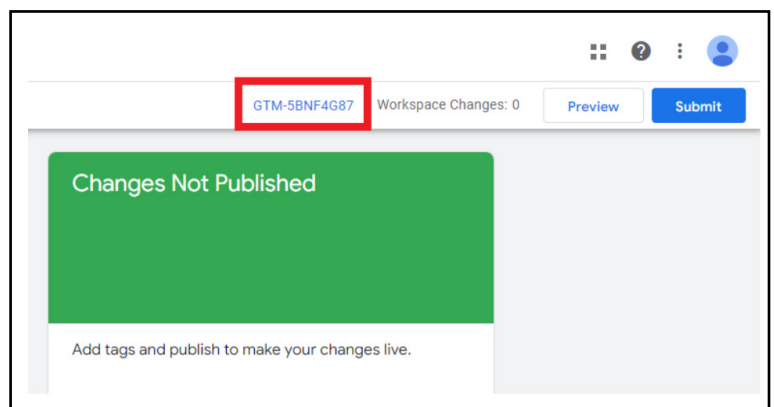 GTM-5BNF4G87 Workspace Changes: 0 Preview Submit
Changes Not Published
Add tags and publish to make your changes live.